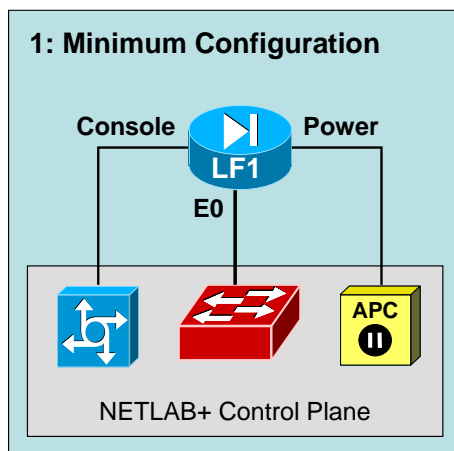 1: Minimum Configuration
Console
Power
LF1
E0
APC
NETLAB+ Control Plane